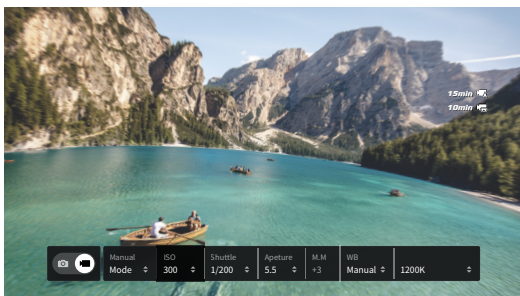 15min
10min
Manual ISO Shuttle Apeture M.M WB
Mode 300 1/200 5.5 +3 Manual 1200K